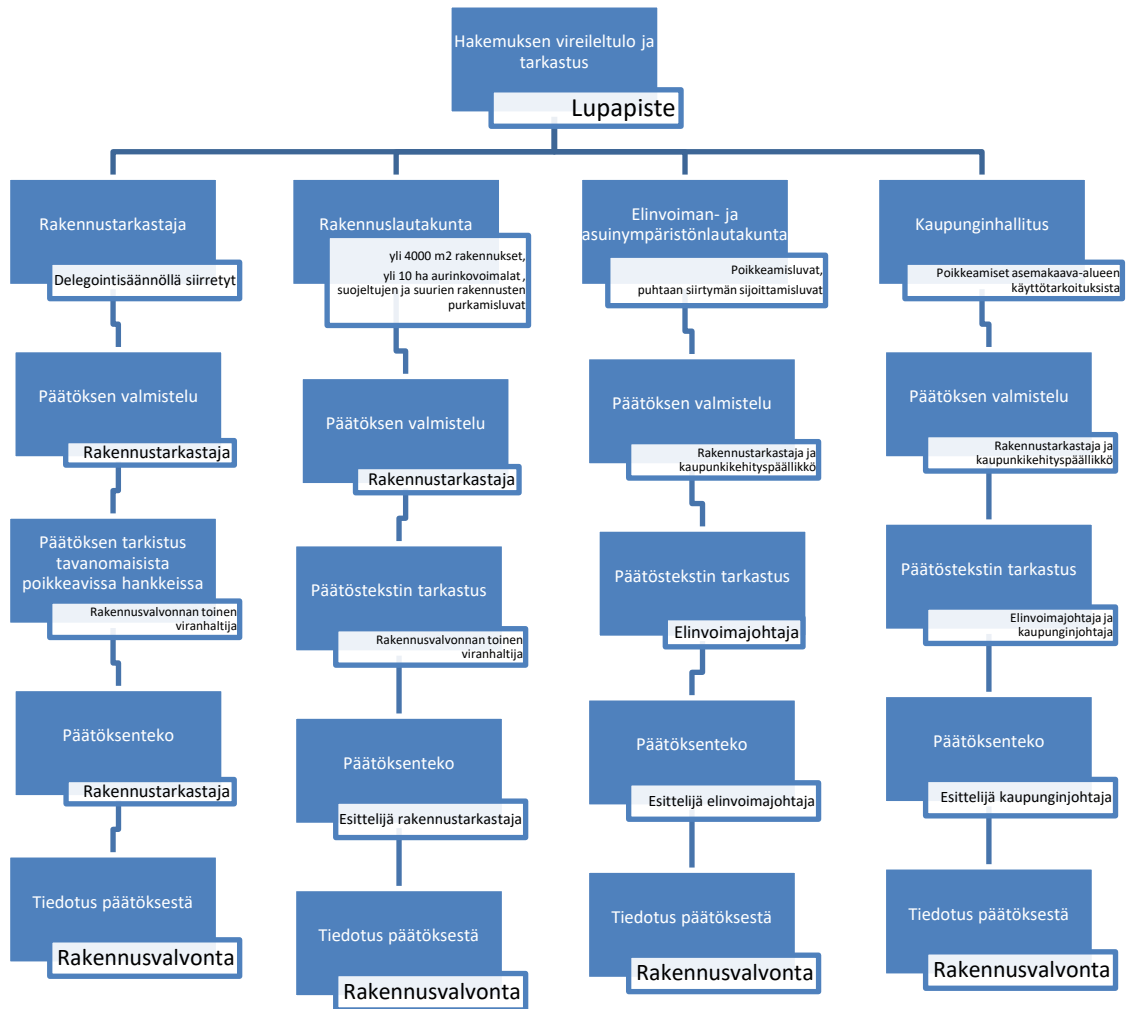 Hakemuksen vireileltulo ja
tarkastus
Lupapiste
Rakennustarkastaja
Delegointisäännöllä siirretyt
Päätöksen valmistelu
Rakennustarkastaja
Päätöksen tarkistus
tavanomaisista
poikkeavissa hankkeissa
Rakennusvalvonnan toinen
viranhaltija
Päätöksenteko
Rakennustarkastaja
Tiedotus päätöksestä
Rakennusvalvonta
Rakennuslautakunta
yli 4000 m2 rakennukset,
yli 10 ha aurinkovoimalat ,
suojeltujen ja suurien rakennusten
purkamisluvat
Päätöksen valmistelu
Rakennustarkastaja
Päätöstekstin tarkastus
Rakennusvalvonnan toinen
viranhaltija
Päätöksenteko
Esittelijä rakennustarkastaja
Tiedotus päätöksestä
Rakennusvalvonta
Elinvoiman- ja
asuinympäristönlautakunta
Poikkeamisluvat,
puhtaan siirtymän sijoittamisluvat
Päätöksen valmistelu
Rakennustarkastaja ja
kaupunkikehityspäällikkö
Päätöstekstin tarkastus
Elinvoimajohtaja
Päätöksenteko
Esittelijä elinvoimajohtaja
Tiedotus päätöksestä
Rakennusvalvonta
Kaupunginhallitus
Poikkeamiset asemakaava-alueen
käyttötarkoituksista
Päätöksen valmistelu
Rakennustarkastaja ja
kaupunkikehityspäällikkö
Päätöstekstin tarkastus
Elinvoimajohtaja ja
kaupunginjohtaja
Päätöksenteko
Esittelijä kaupunginjohtaja
Tiedotus päätöksestä
Rakennusvalvonta